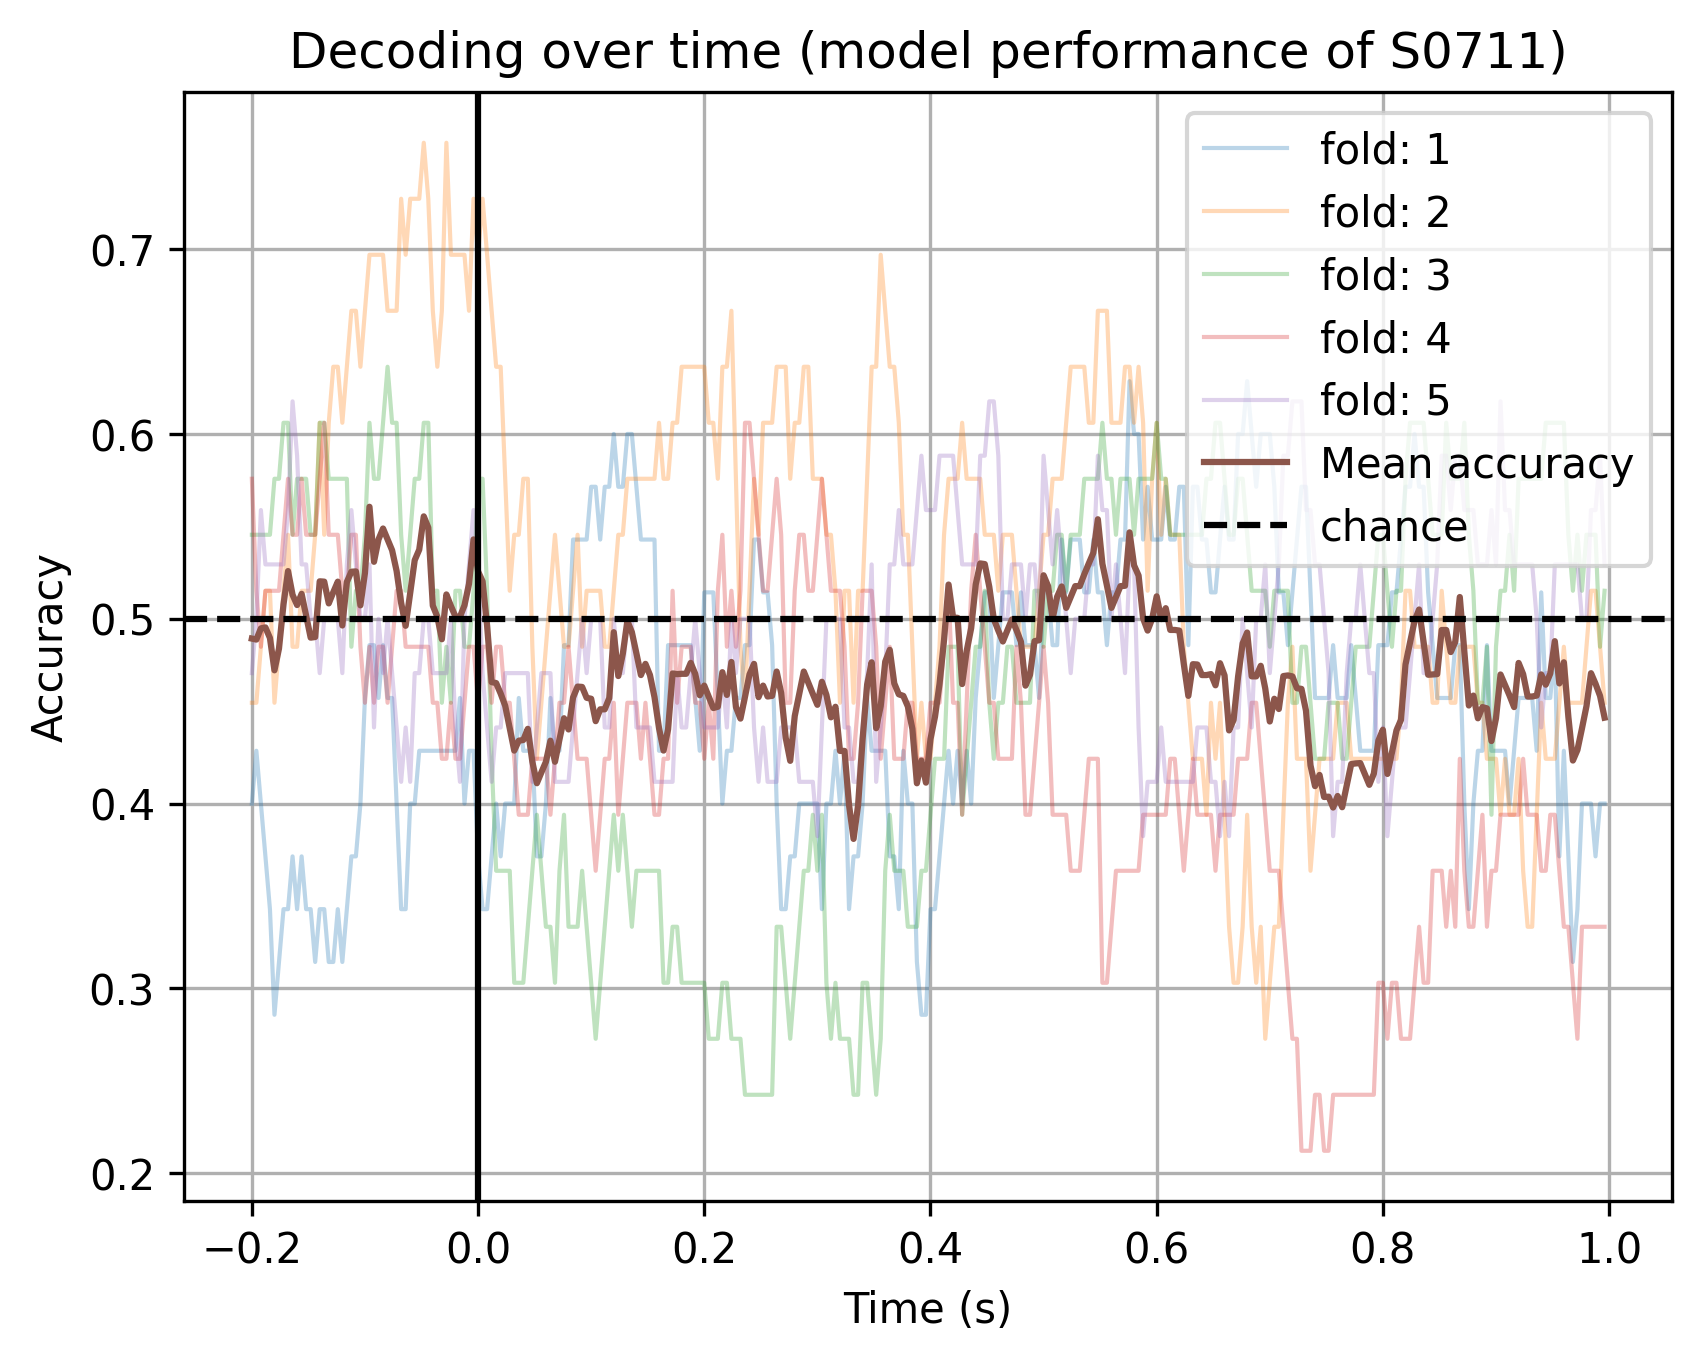 Decoding over time (model performance of S0711)
fold: 1
fold: 2
fold: 3
fold: 4
fold: 5
Mean accuracy
chance
Accuracy
0.7
0.6
0.5
0.4
0.3
0.2
−0.2 0.0 0.2 0.4 0.6 0.8 1.0
Time (s)